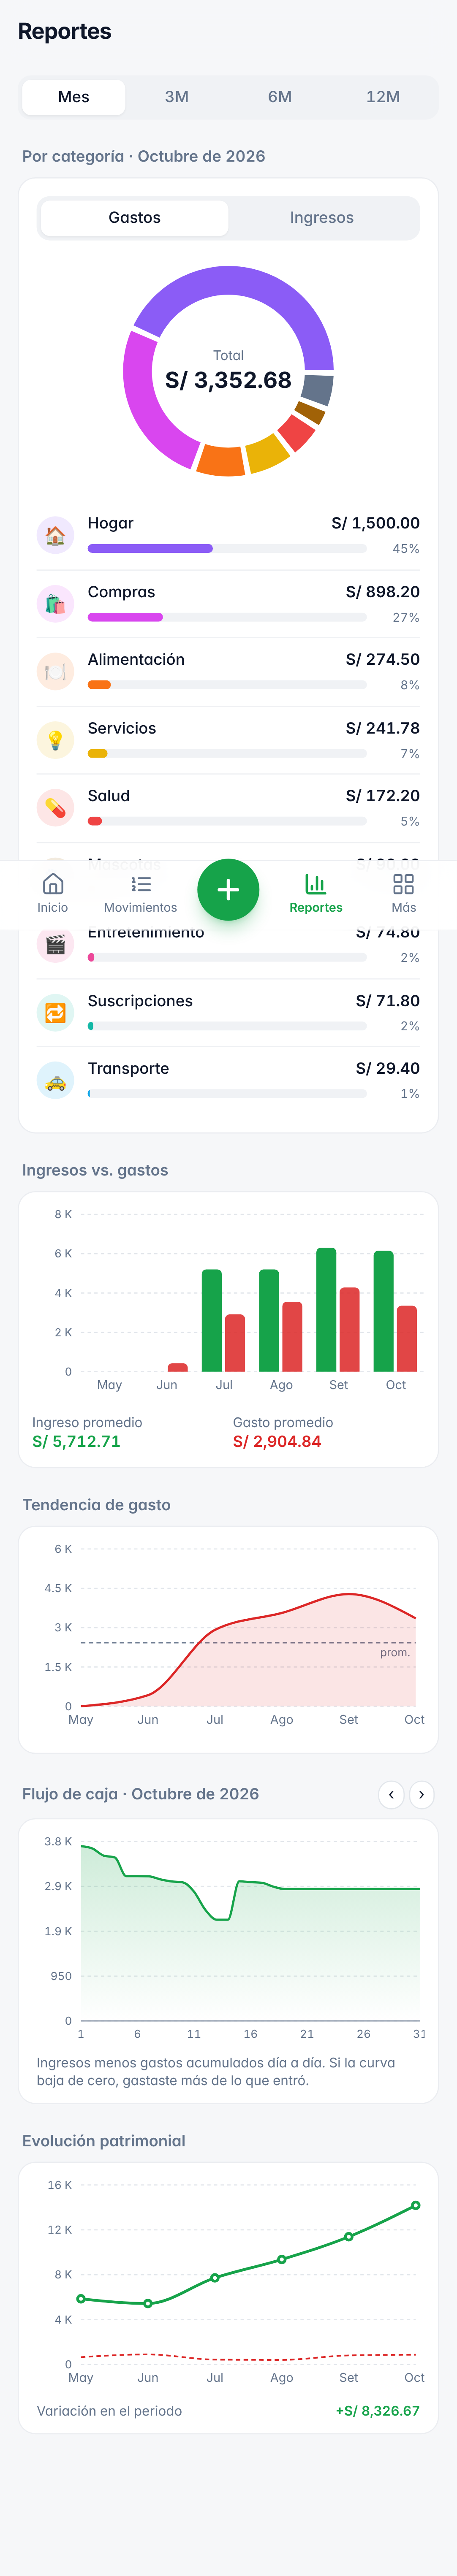 Reportes
Mes 3M 6M 12M
Por categoría · Octubre de 2026
Gastos Ingresos
Total
S/ 3,352.68
Hogar S/ 1,500.00
45%
Compras S/ 898.20
27%
Alimentación S/ 274.50
8%
Servicios S/ 241.78
7%
Salud S/ 172.20
5%
Mascotas S/ 90.00
Inicio Movimientos Reportes Más
Entretenimiento S/ 74.80
2%
Suscripciones S/ 71.80
2%
Transporte S/ 29.40
1%
Ingresos vs. gastos
8 K
6 K
4 K
2 K
0
May Jun Jul Ago Set Oct
Ingreso promedio Gasto promedio
S/ 5,712.71 S/ 2,904.84
Tendencia de gasto
6 K
4.5 K
3 K
prom.
1.5 K
0
May Jun Jul Ago Set Oct
Flujo de caja · Octubre de 2026
3.8 K
2.9 K
1.9 K
950
0
1 6 11 16 21 26 31
Ingresos menos gastos acumulados día a día. Si la curva
baja de cero, gastaste más de lo que entró.
Evolución patrimonial
16 K
12 K
8 K
4 K
0
May Jun Jul Ago Set Oct
Variación en el periodo +S/ 8,326.67